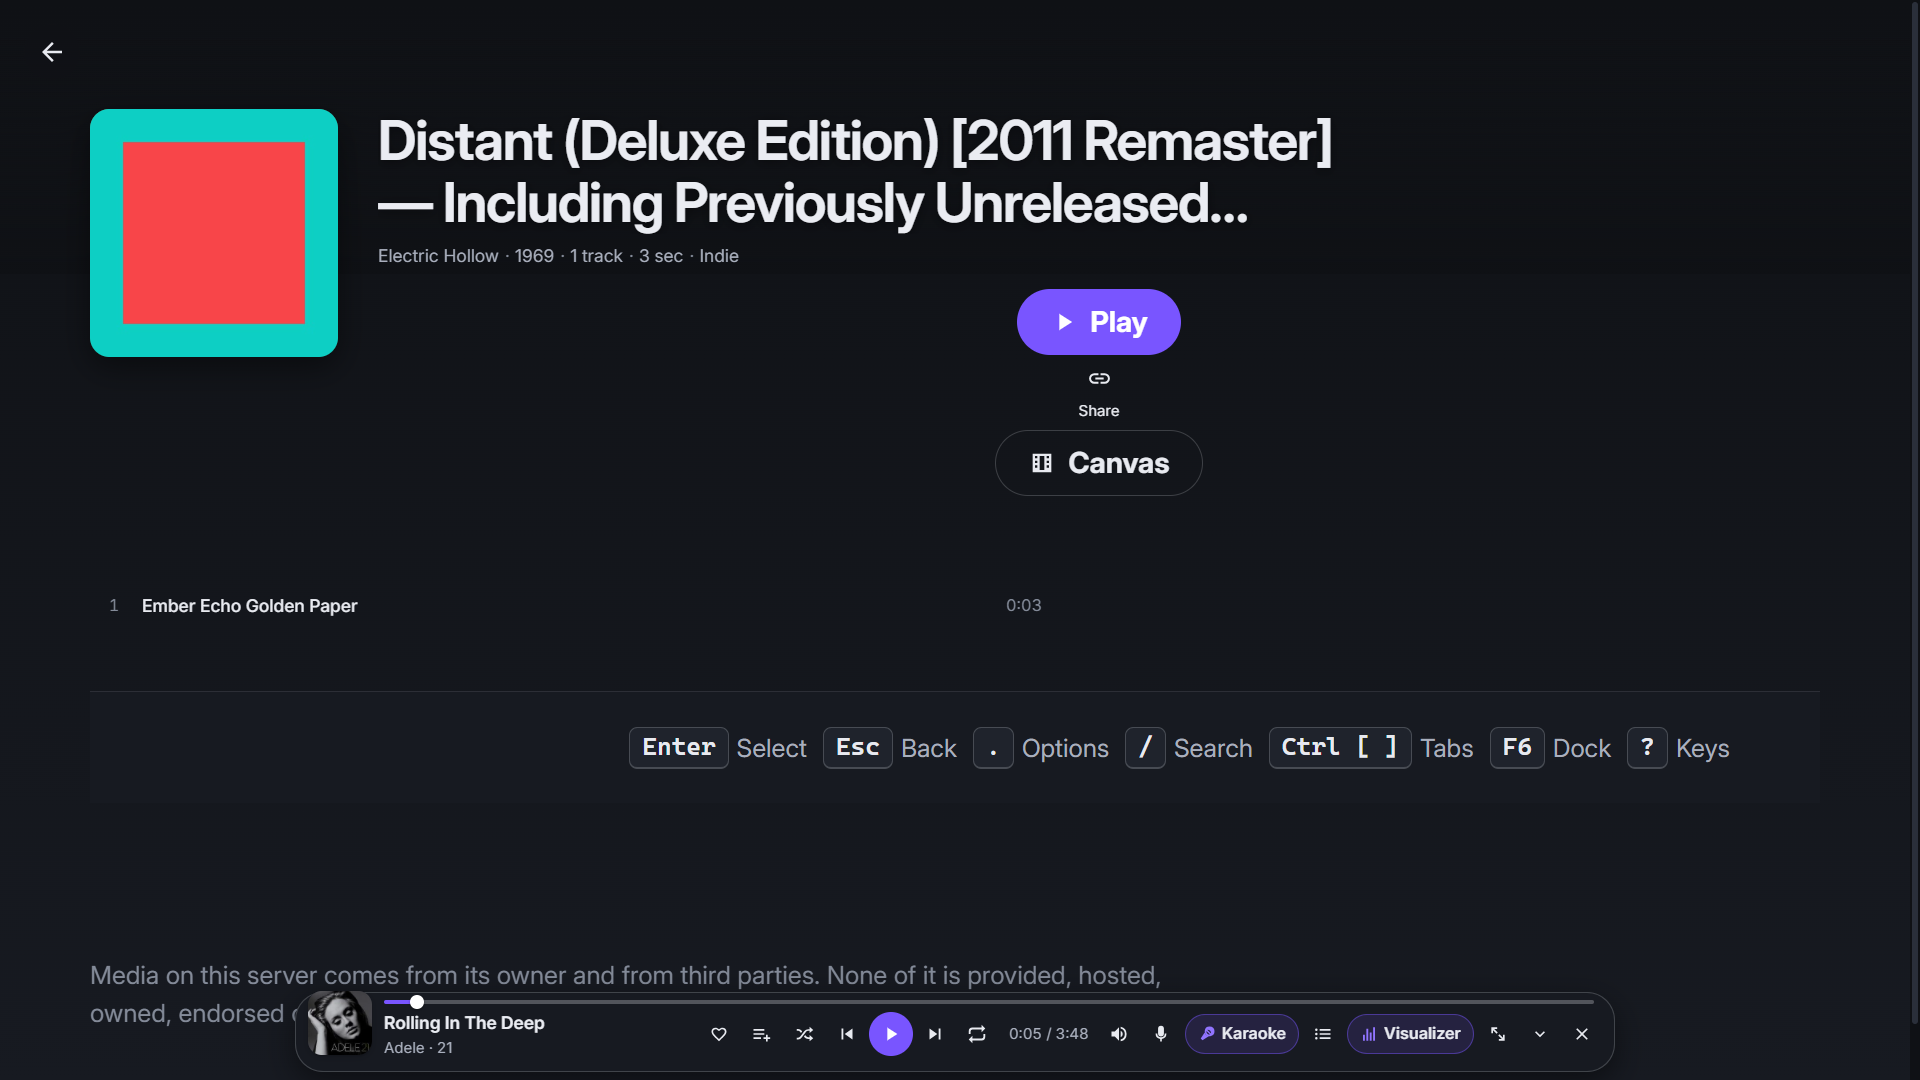 Distant (Deluxe Edition) [2011 Remaster]
— Including Previously Unreleased...
Electric Hollow · 1969 · 1 track · 3 sec · Indie
Play
Share
Canvas
1 Ember Echo Golden Paper 0:03
Enter Select Esc Back . Options / Search Ctrl [ ] Tabs F6 Dock ? Keys
Media on this server comes from its owner and from third parties. None of it is provided, hosted,
owned, endorsed
ADELE 21
Rolling In The Deep
Adele · 21
0:05 / 3:48
Karaoke
Visualizer